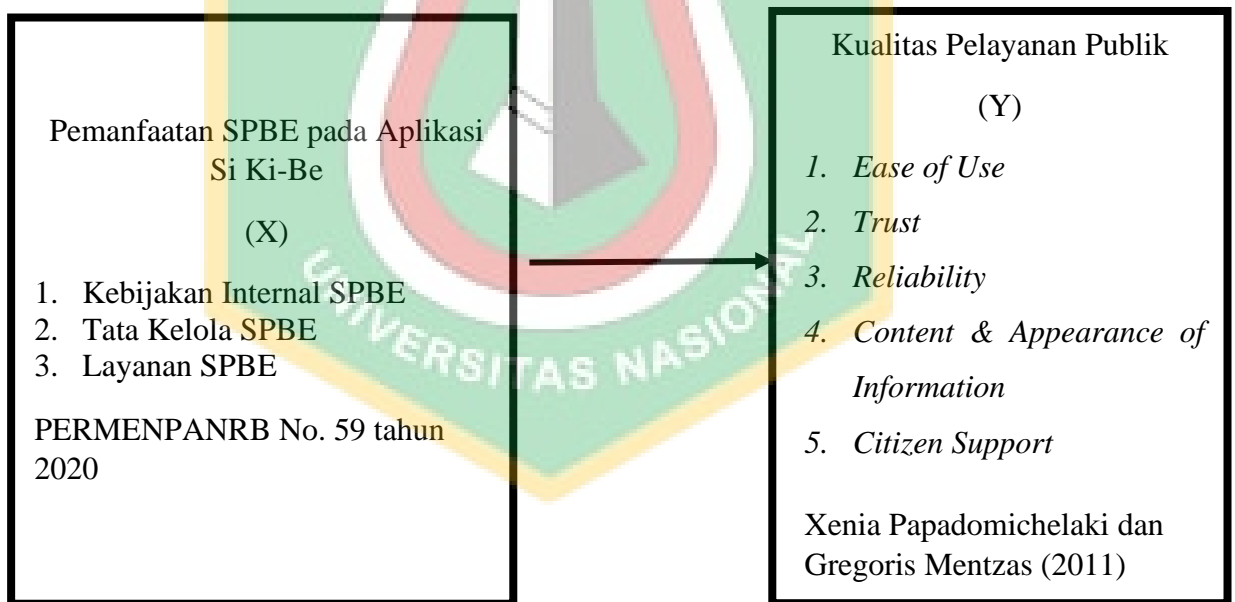 Pemanfaatan SPBE pada Aplikasi
Si Ki-Be
(X)
1. Kebijakan Internal SPBE
2. Tata Kelola SPBE
3. Layanan SPBE
PERMENPANRB No. 59 tahun
2020
Kualitas Pelayanan Publik
(Y)
1. Ease of Use
2. Trust
3. Reliability
4. Content & Appearance of
Information
5. Citizen Support
Xenia Papadomichelaki dan
Gregoris Mentzas (2011)
UNIVERSITAS NASIONAL